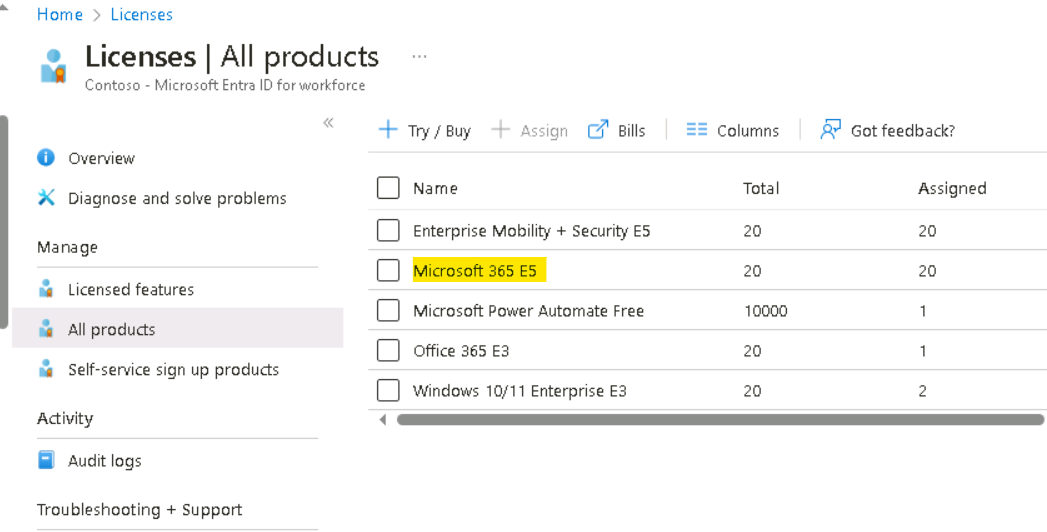 Home > Licenses
Licenses | All products ...
Contoso - Microsoft Entra ID for workforce
«
Overview
Diagnose and solve problems
Manage
Licensed features
All products
Self-service sign up products
Activity
Audit logs
Troubleshooting + Support
+ Try / Buy + Assign Bills Columns Got feedback?
Name Total Assigned
Enterprise Mobility + Security E5 20 20
Microsoft 365 E5 20 20
Microsoft Power Automate Free 10000 1
Office 365 E3 20 1
Windows 10/11 Enterprise E3 20 2